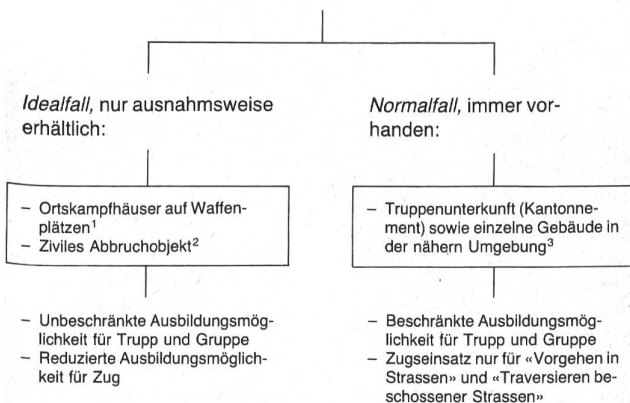 Idealfall, nur ausnahmsweise
erhältlich:
– Ortskampfhäuser auf Waffen-
plätzen¹
– Ziviles Abbruchobjekt²
– Unbeschränkte Ausbildungsmög-
lichkeit für Trupp und Gruppe
– Reduzierte Ausbildungsmöglich-
keit für Zug
Normalfall, immer vor-
handen:
– Truppenunterkunft (Kantonne-
ment) sowie einzelne Gebäude in
der nähern Umgebung³
– Beschränkte Ausbildungsmög-
lichkeit für Trupp und Gruppe
– Zugseinsatz nur für «Vorgehen in
Strassen» und «Traversieren be-
schossener Strassen»